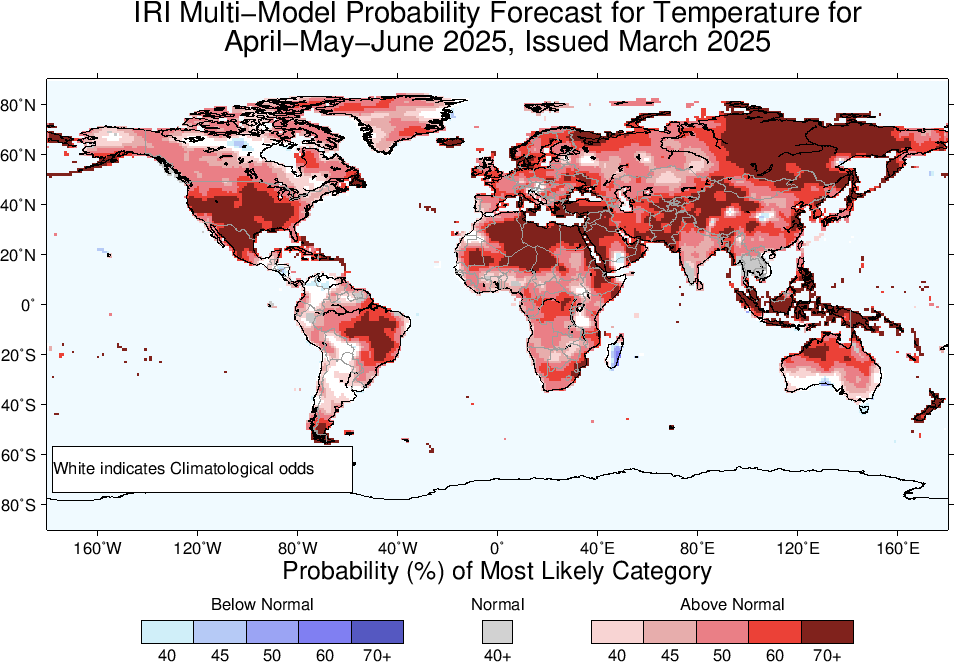 IRI Multi−Model Probability Forecast for Temperature for
April−May−June 2025, Issued March 2025
80˚N
60˚N
40˚N
20˚N
0˚
20˚S
40˚S
60˚S
80˚S
White indicates Climatological odds
160˚W 120˚W 80˚W 40˚W 0˚ 40˚E 80˚E 120˚E 160˚E
Probability (%) of Most Likely Category
Below Normal Normal Above Normal
40 45 50 60 70+ 40+ 40 45 50 60 70+